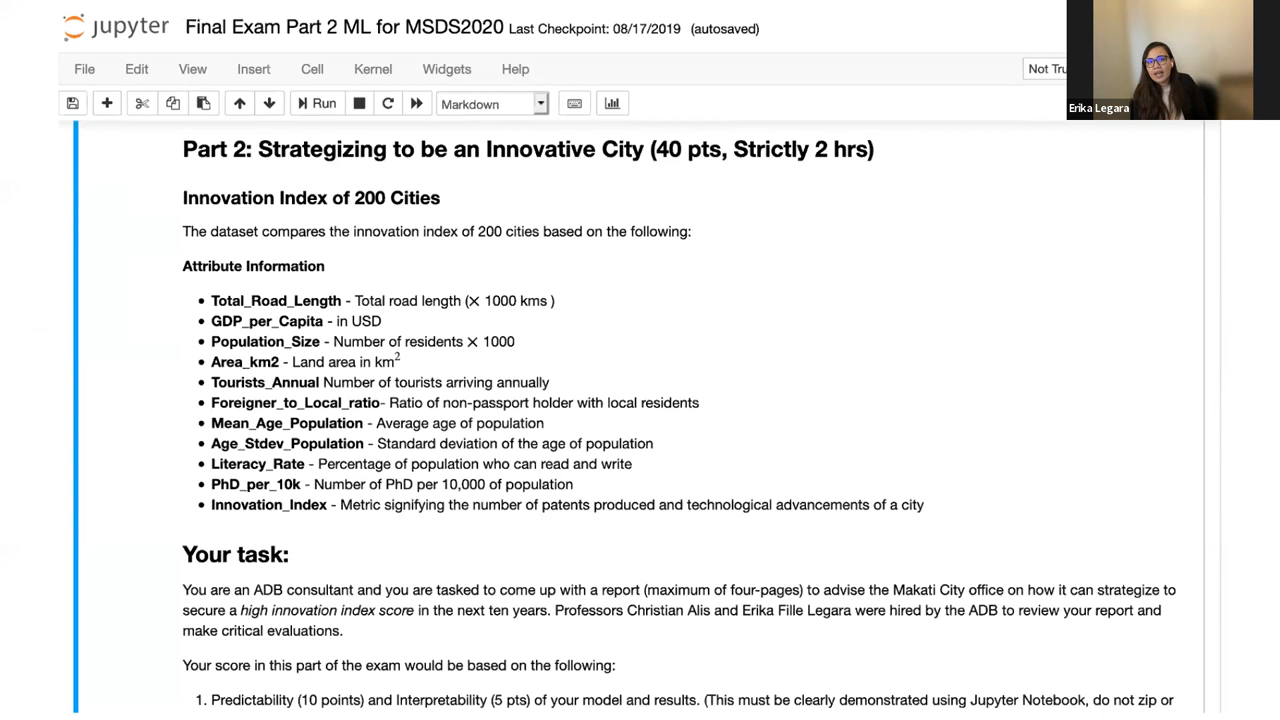 jupyter Final Exam Part 2 ML for MSDS2020 Last Checkpoint: 08/17/2019 (autosaved)
File Edit View Insert Cell Kernel Widgets Help Not
Run Markdown
Erika Legara
Part 2: Strategizing to be an Innovative City (40 pts, Strictly 2 hrs)
Innovation Index of 200 Cities
The dataset compares the innovation index of 200 cities based on the following:
Attribute Information
• Total_Road_Length - Total road length (× 1000 kms )
• GDP_per_Capita - in USD
• Population_Size - Number of residents × 1000
• Area_km2 - Land area in km²
• Tourists_Annual Number of tourists arriving annually
• Foreigner_to_Local_ratio- Ratio of non-passport holder with local residents
• Mean_Age_Population - Average age of population
• Age_Stdev_Population - Standard deviation of the age of population
• Literacy_Rate - Percentage of population who can read and write
• PhD_per_10k - Number of PhD per 10,000 of population
• Innovation_Index - Metric signifying the number of patents produced and technological advancements of a city
Your task:
You are an ADB consultant and you are tasked to come up with a report (maximum of four-pages) to advise the Makati City office on how it can strategize to
secure a high innovation index score in the next ten years. Professors Christian Alis and Erika Fille Legara were hired by the ADB to review your report and
make critical evaluations.
Your score in this part of the exam would be based on the following:
1. Predictability (10 points) and Interpretability (5 pts) of your model and results. (This must be clearly demonstrated using Jupyter Notebook, do not zip or